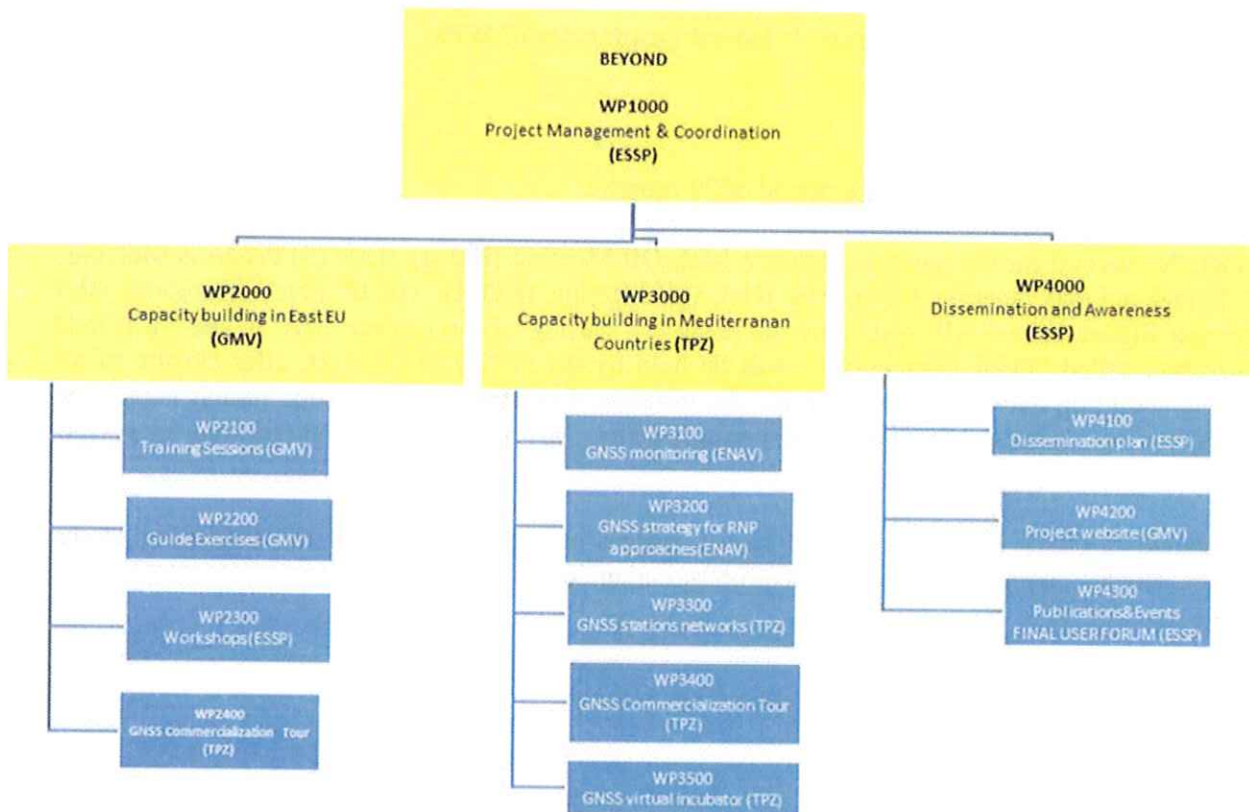 BEYOND
WP1000
Project Management & Coordination
(ESSP)
WP2000
Capacity building in East EU
(GMV)
WP2100
Training Sessions (GMV)
WP2200
Guide Exercises (GMV)
WP2300
Workshops (ESSP)
WP2400
GNSS Commercialization Tour
(TPZ)
WP3000
Capacity building in Mediterranan
Countries (TPZ)
WP3100
GNSS monitoring (ENAV)
WP3200
GNSS strategy for RNP
approaches(ENAV)
WP3300
GNSS stations networks (TPZ)
WP3400
GNSS Commercialization Tour
(TPZ)
WP3500
GNSS virtual incubator (TPZ)
WP4000
Dissemination and Awareness
(ESSP)
WP4100
Dissemination plan (ESSP)
WP4200
Project website (GMV)
WP4300
Publications&Events
FINAL USER FORUM (ESSP)